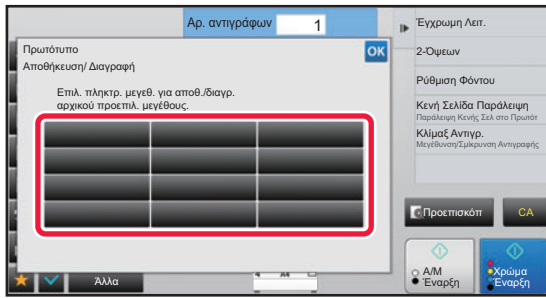 Αρ. αντιγράφων 1
Πρωτότυπο
OK
Αποθήκευση/ Διαγραφή
Επιλ. πληκτρ. μεγεθ. για αποθ./διαγρ.
αρχικού προεπιλ. μεγέθους.
Άλλα
A4
Έγχρωμη Λειτ.
2-Όψεων
Ρύθμιση Φόντου
Κενή Σελίδα Παράλειψη
Παράλειψη Κενής Σελ στο Πρωτότ
Κλίμαξ Αντιγρ.
Μεγέθυνση/Σμίκρυνση Αντιγραφής
Προεπισκόπ
CA
Α/Μ
Έναρξη
Χρώμα
Έναρξη